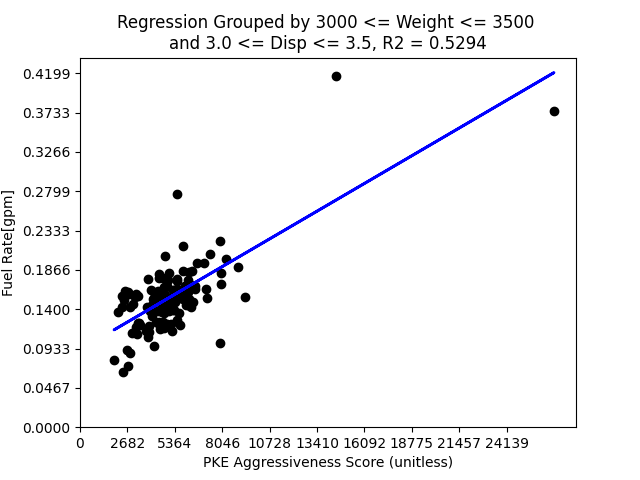 Regression Grouped by 3000 <= Weight <= 3500
and 3.0 <= Disp <= 3.5, R2 = 0.5294
Fuel Rate[gpm]
0.4199
0.3733
0.3266
0.2799
0.2333
0.1866
0.1400
0.0933
0.0467
0.0000
0 2682 5364 8046 10728 13410 16092 18775 21457 24139
PKE Aggressiveness Score (unitless)